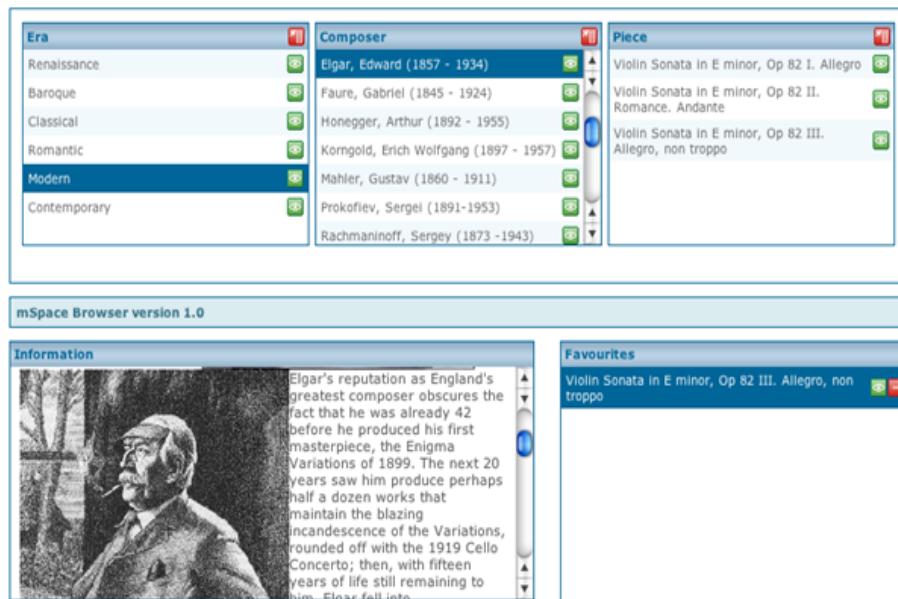 Era
Renaissance
Baroque
Classical
Romantic
Modern
Contemporary
Composer
Elgar, Edward (1857 - 1934)
Faure, Gabriel (1845 - 1924)
Honegger, Arthur (1892 - 1955)
Korngold, Erich Wolfgang (1897 - 1957)
Mahler, Gustav (1860 - 1911)
Prokofiev, Sergei (1891-1953)
Rachmaninoff, Sergey (1873 -1943)
Piece
Violin Sonata in E minor, Op 82 I. Allegro
Violin Sonata in E minor, Op 82 II.
Romance. Andante
Violin Sonata in E minor, Op 82 III.
Allegro, non troppo
mSpace Browser version 1.0
Information
Elgar's reputation as England's
greatest composer obscures the
fact that he was already 42
before he produced his first
masterpiece, the Enigma
Variations of 1899. The next 20
years saw him produce perhaps
half a dozen works that
maintain the blazing
incandescence of the Variations,
rounded off with the 1919 Cello
Concerto; then, with fifteen
years of life still remaining to
him, Elgar fell into
Favourites
Violin Sonata in E minor, Op 82 III. Allegro, non
troppo